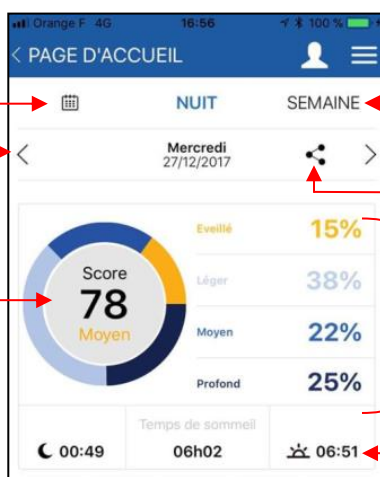 Orange F 4G 16:56 100 %
< PAGE D'ACCUEIL
NUIT SEMAINE
Mercredi
27/12/2017
Score
78
Moyen
Eveillé 15%
Léger 38%
Moyen 22%
Profond 25%
Temps de sommeil
00:49 06h02 06:51